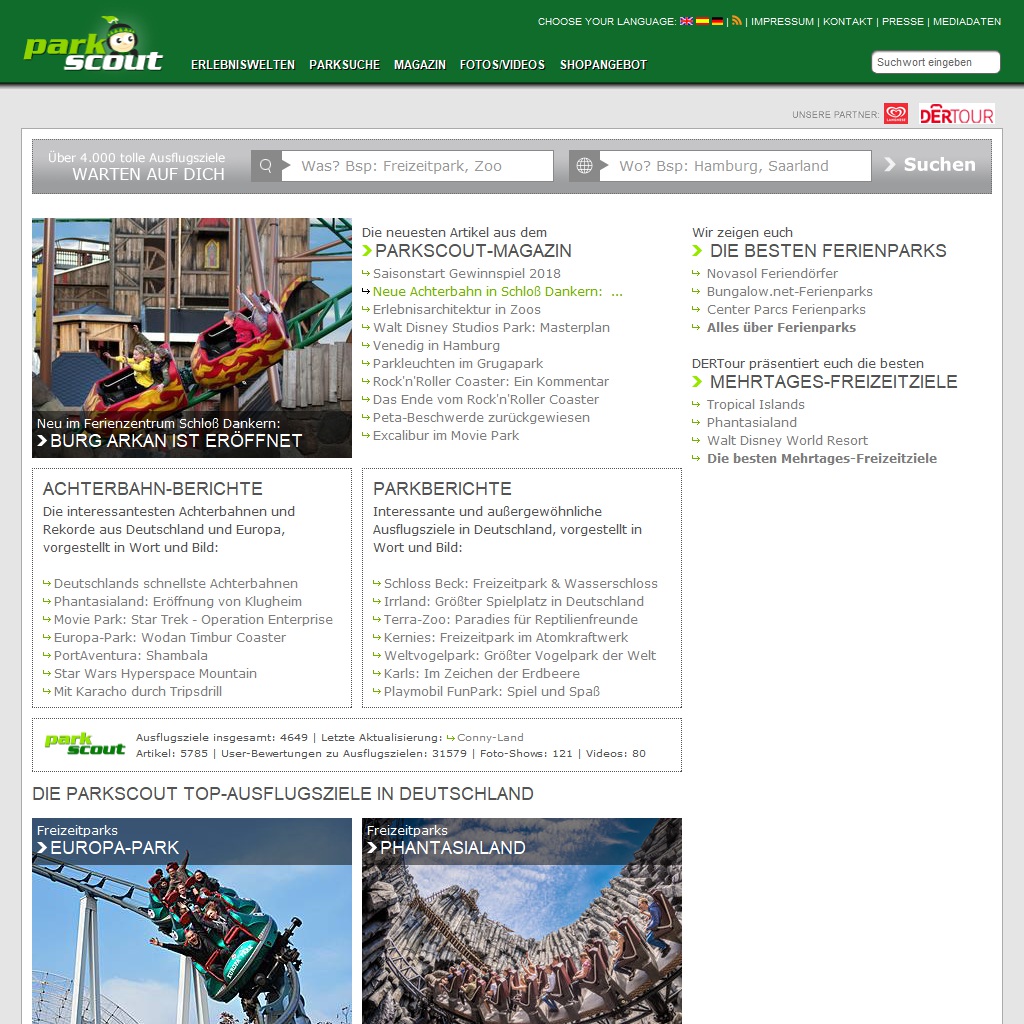 park scout
CHOOSE YOUR LANGUAGE: | | IMPRESSUM | KONTAKT | PRESSE | MEDIADATEN
ERLEBNISWELTEN PARKSUCHE MAGAZIN FOTOS/VIDEOS SHOPANGEBOT
Suchwort eingeben
UNSERE PARTNER: DERTOUR
Über 4.000 tolle Ausflugsziele
WARTEN AUF DICH
Was? Bsp: Freizeitpark, Zoo
Wo? Bsp: Hamburg, Saarland
Suchen
Neu im Ferienzentrum Schloß Dankern:
BURG ARKAN IST ERÖFFNET
Die neuesten Artikel aus dem
PARKSCOUT-MAGAZIN
Saisonstart Gewinnspiel 2018
Neue Achterbahn in Schloß Dankern: ...
Erlebnisarchitektur in Zoos
Walt Disney Studios Park: Masterplan
Venedig in Hamburg
Parkleuchten im Grugapark
Rock'n'Roller Coaster: Ein Kommentar
Das Ende vom Rock'n'Roller Coaster
Peta-Beschwerde zurückgewiesen
Excalibur im Movie Park
Wir zeigen euch
DIE BESTEN FERIENPARKS
Novasol Feriendörfer
Bungalow.net-Ferienparks
Center Parcs Ferienparks
Alles über Ferienparks
DERTour präsentiert euch die besten
MEHRTAGES-FREIZEITZIELE
Tropical Islands
Phantasialand
Walt Disney World Resort
Die besten Mehrtages-Freizeitziele
ACHTERBAHN-BERICHTE
Die interessantesten Achterbahnen und
Rekorde aus Deutschland und Europa,
vorgestellt in Wort und Bild:
Deutschlands schnellste Achterbahnen
Phantasialand: Eröffnung von Klugheim
Movie Park: Star Trek - Operation Enterprise
Europa-Park: Wodan Timbur Coaster
PortAventura: Shambala
Star Wars Hyperspace Mountain
Mit Karacho durch Tripsdrill
PARKBERICHTE
Interessante und außergewöhnliche
Ausflugsziele in Deutschland, vorgestellt in
Wort und Bild:
Schloss Beck: Freizeitpark & Wasserschloss
Irrland: Größter Spielplatz in Deutschland
Terra-Zoo: Paradies für Reptilienfreunde
Kernies: Freizeitpark im Atomkraftwerk
Weltvogelpark: Größter Vogelpark der Welt
Karls: Im Zeichen der Erdbeere
Playmobil FunPark: Spiel und Spaß
park scout
Ausflugsziele insgesamt: 4649 | Letzte Aktualisierung: Conny-Land
Artikel: 5785 | User-Bewertungen zu Ausflugszielen: 31579 | Foto-Shows: 121 | Videos: 80
DIE PARKSCOUT TOP-AUSFLUGSZIELE IN DEUTSCHLAND
Freizeitparks
EUROPA-PARK
Freizeitparks
PHANTASIALAND
EUROPA-PARK